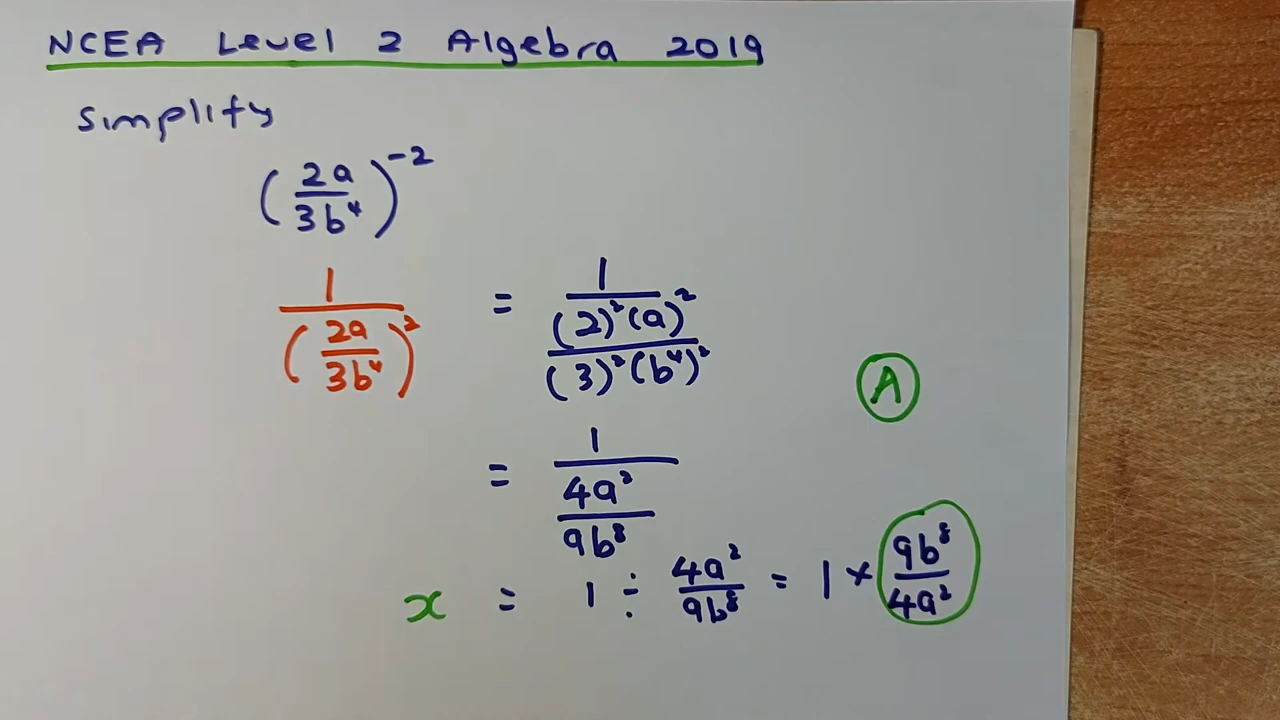 NCEA Level 2 Algebra 2019
Simplify
(2a/3b⁴)⁻²
1/(2a/3b⁴)² = 1/((2)²(a)²/(3)²(b⁴)²)
A
= 1/(4a²/9b⁸)
x = 1 ÷ 4a²/9b⁸ = 1 × 9b⁸/4a²